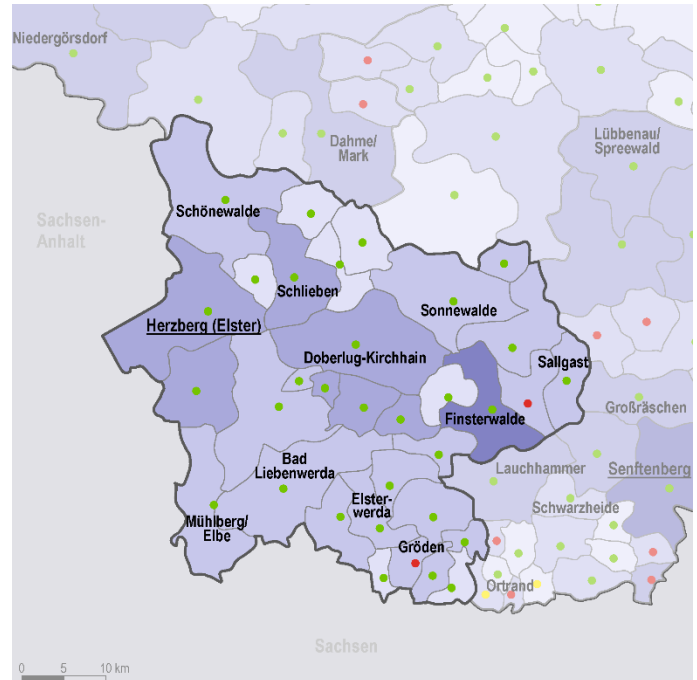 Niedergörsdorf
Dahme/
Mark
Lübbenau/
Spreewald
Schönewalde
Sachsen-
Anhalt
Schlieben
Sonnewalde
Herzberg (Elster)
Doberlug-Kirchhain
Sallgast
Großräschen
Finsterwalde
Bad
Liebenwerda
Lauchhammer
Senftenberg
Elster-
werda
Schwarzheide
Mühlberg/
Elbe
Gröden
Ortrand
Sachsen
0 5 10 km